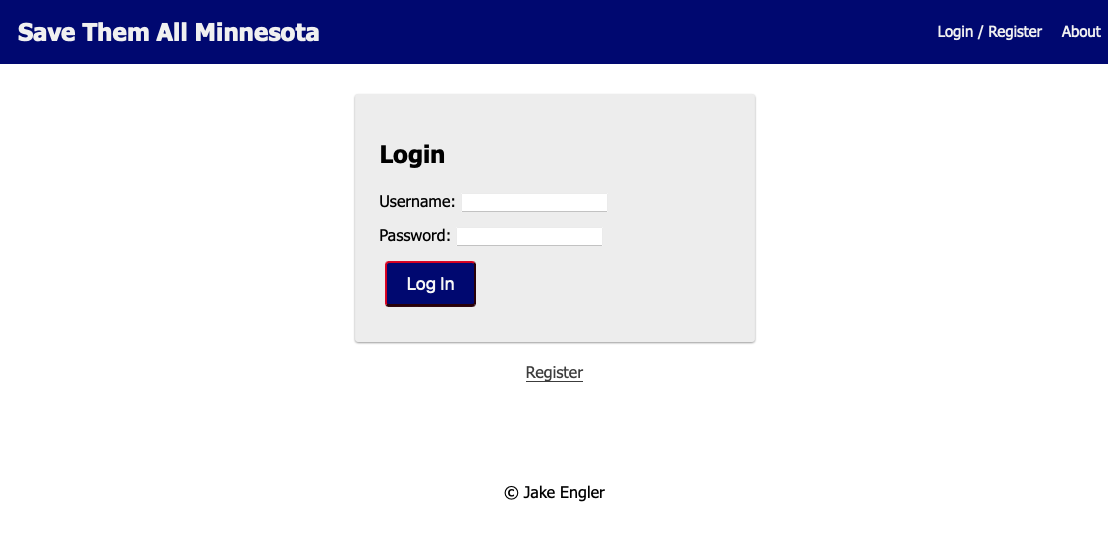 Save Them All Minnesota
Login / Register About
Login
Username:
Password:
Log In
Register
© Jake Engler